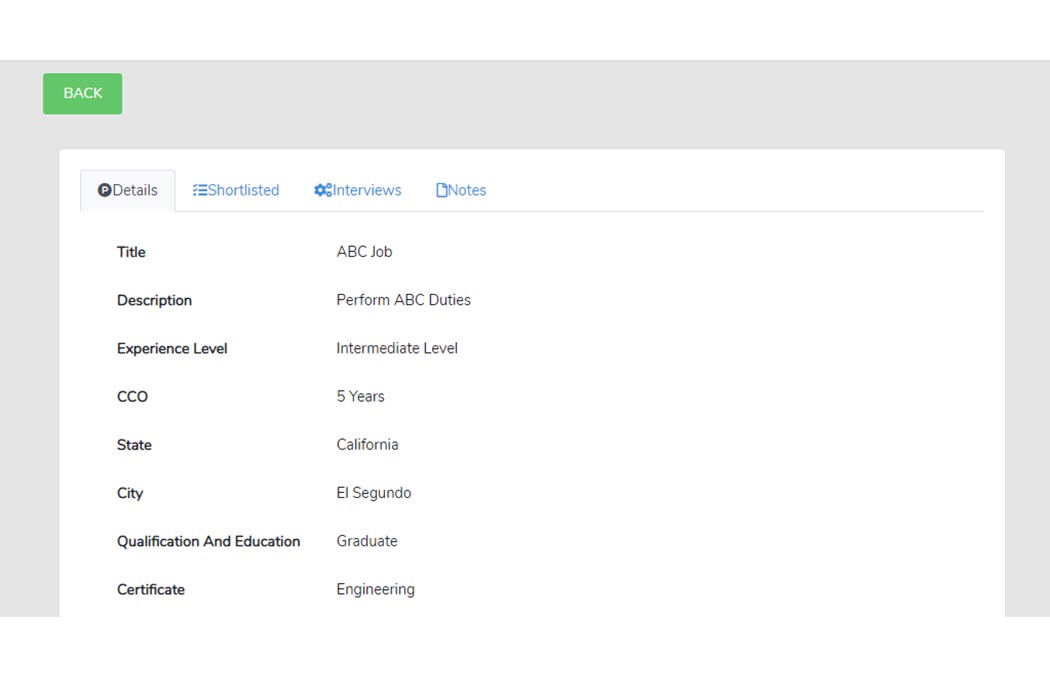 BACK
Details Shortlisted Interviews Notes
Title ABC Job
Description Perform ABC Duties
Experience Level Intermediate Level
CCO 5 Years
State California
City El Segundo
Qualification And Education Graduate
Certificate Engineering